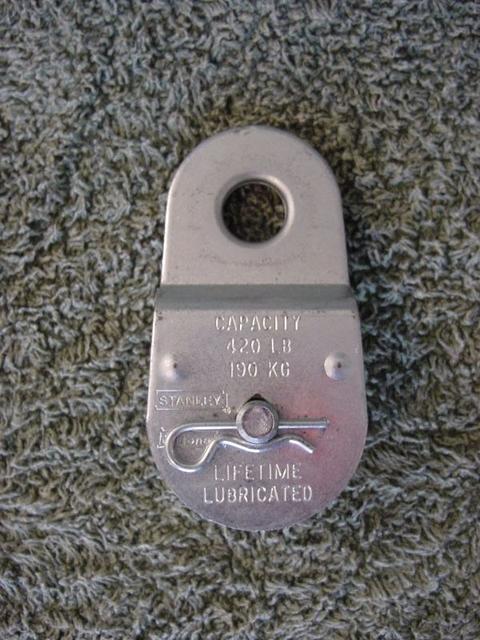 CAPACITY
420 LB
190 KG
STANLEY
LIFETIME
LUBRICATED